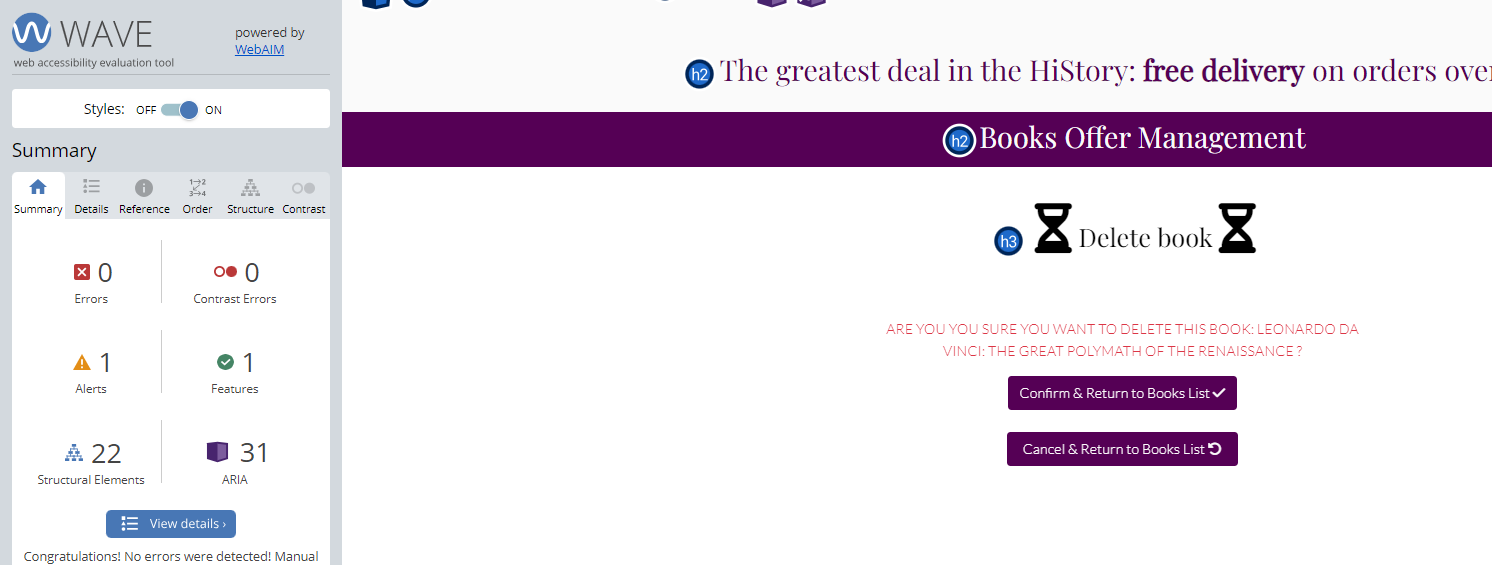 WAVE
powered by
WebAIM
web accessibility evaluation tool
Styles: OFF ON
Summary
Summary Details Reference Order Structure Contrast
0 0
Errors Contrast Errors
1 1
Alerts Features
22 31
Structural Elements ARIA
View details ›
Congratulations! No errors were detected! Manual
h2 The greatest deal in the HiStory: free delivery on orders over
h2 Books Offer Management
h3 Delete book
ARE YOU YOU SURE YOU WANT TO DELETE THIS BOOK: LEONARDO DA
VINCI: THE GREAT POLYMATH OF THE RENAISSANCE ?
Confirm & Return to Books List
Cancel & Return to Books List